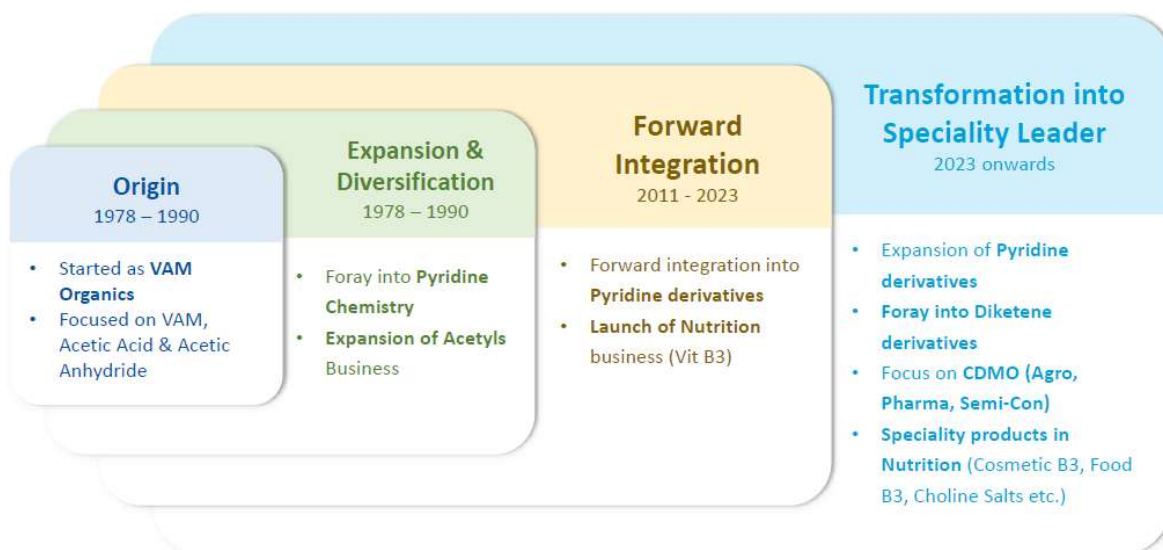 Origin
1978 – 1990
• Started as VAM
Organics
• Focused on VAM,
Acetic Acid & Acetic
Anhydride
Expansion &
Diversification
1978 – 1990
• Foray into Pyridine
Chemistry
• Expansion of Acetyls
Business
Forward
Integration
2011 - 2023
• Forward integration into
Pyridine derivatives
• Launch of Nutrition
business (Vit B3)
Transformation into
Speciality Leader
2023 onwards
• Expansion of Pyridine
derivatives
• Foray into Diketene
derivatives
• Focus on CDMO (Agro,
Pharma, Semi-Con)
• Speciality products in
Nutrition (Cosmetic B3, Food
B3, Choline Salts etc.)